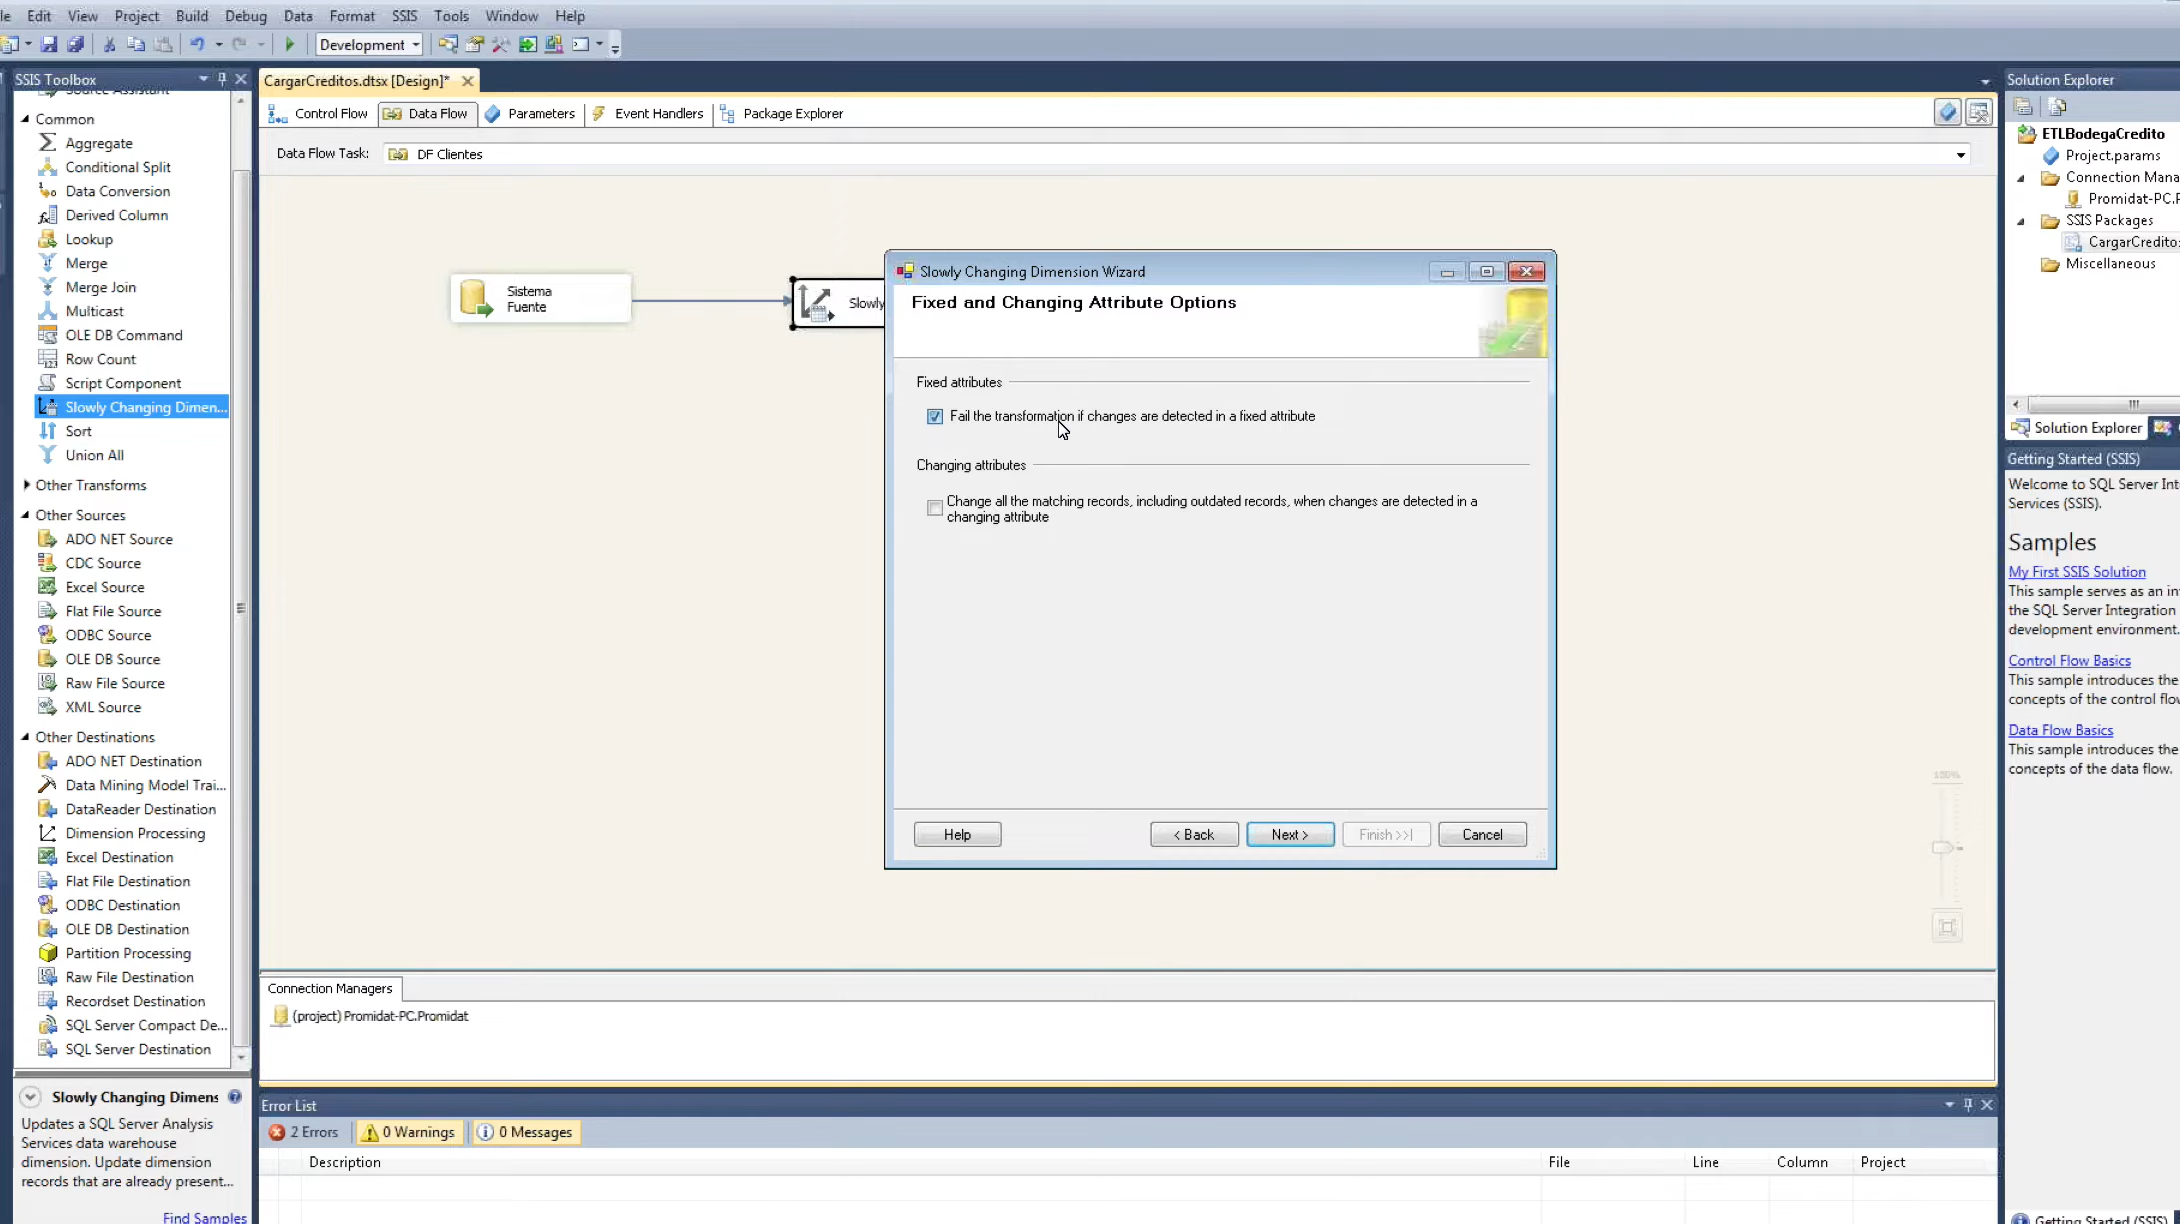 le Edit View Project Build Debug Data Format SSIS Tools Window Help
Development
SSIS Toolbox
Source Assistant
Common
Aggregate
Conditional Split
Data Conversion
Derived Column
Lookup
Merge
Merge Join
Multicast
OLE DB Command
Row Count
Script Component
Slowly Changing Dimen...
Sort
Union All
Other Transforms
Other Sources
ADO NET Source
CDC Source
Excel Source
Flat File Source
ODBC Source
OLE DB Source
Raw File Source
XML Source
Other Destinations
ADO NET Destination
Data Mining Model Trai...
DataReader Destination
Dimension Processing
Excel Destination
Flat File Destination
ODBC Destination
OLE DB Destination
Partition Processing
Raw File Destination
Recordset Destination
SQL Server Compact De...
SQL Server Destination
Slowly Changing Dimens
Updates a SQL Server Analysis
Services data warehouse
dimension. Update dimension
records that are already present...
Find Samples
CargarCreditos.dtsx [Design]*
Control Flow Data Flow Parameters Event Handlers Package Explorer
Data Flow Task: DF Clientes
Sistema
Fuente
Slowly
Slowly Changing Dimension Wizard
Fixed and Changing Attribute Options
Fixed attributes
Fail the transformation if changes are detected in a fixed attribute
Changing attributes
Change all the matching records, including outdated records, when changes are detected in a
changing attribute
Help < Back Next > Finish >>| Cancel
100%
Connection Managers
(project) Promidat-PC.Promidat
Error List
2 Errors 0 Warnings 0 Messages
Description File Line Column Project
Solution Explorer
ETLBodegaCredito
Project.params
Connection Mana
Promidat-PC.P
SSIS Packages
CargarCredito
Miscellaneous
Solution Explorer
Getting Started (SSIS)
Welcome to SQL Server Int
Services (SSIS).
Samples
My First SSIS Solution
This sample serves as an in
the SQL Server Integration
development environment.
Control Flow Basics
This sample introduces the
concepts of the control flo
Data Flow Basics
This sample introduces the
concepts of the data flow.
Getting Started (SSIS)